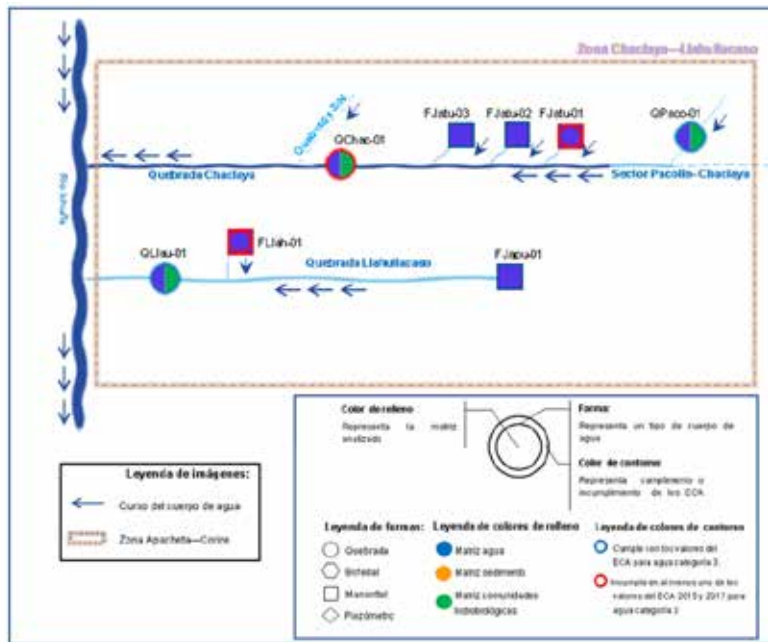 Zona Chaclaya—Llahullacaso
FJatu-03
FJatu-02
FJatu-01
QPaco-01
QChac-01
Quebrada Chaclaya
Sector Pacollo-Chaclaya
QLlau-01
FLlah-01
Quebrada Llahullacaso
FJapu-01
Color de relleno
Representa la matriz analizada
Forma:
Representa un tipo de cuerpo de agua
Color de contorno
Representa cumplimiento o incumplimiento de los ECA
Leyenda de imágenes:
Curso del cuerpo de agua
Zona Apacheta—Corire
Leyenda de formas:
Quebrada
Bofedal
Manantial
Piezómetro
Leyenda de colores de relleno
Matriz agua
Matriz sedimento
Matriz comunidades hidrobiológicas
Leyenda de colores de contorno
Cumple con los valores del ECA para agua categoría 3.
Incumple en al menos uno de los valores del ECA 2015 y 2017 para agua categoría 3